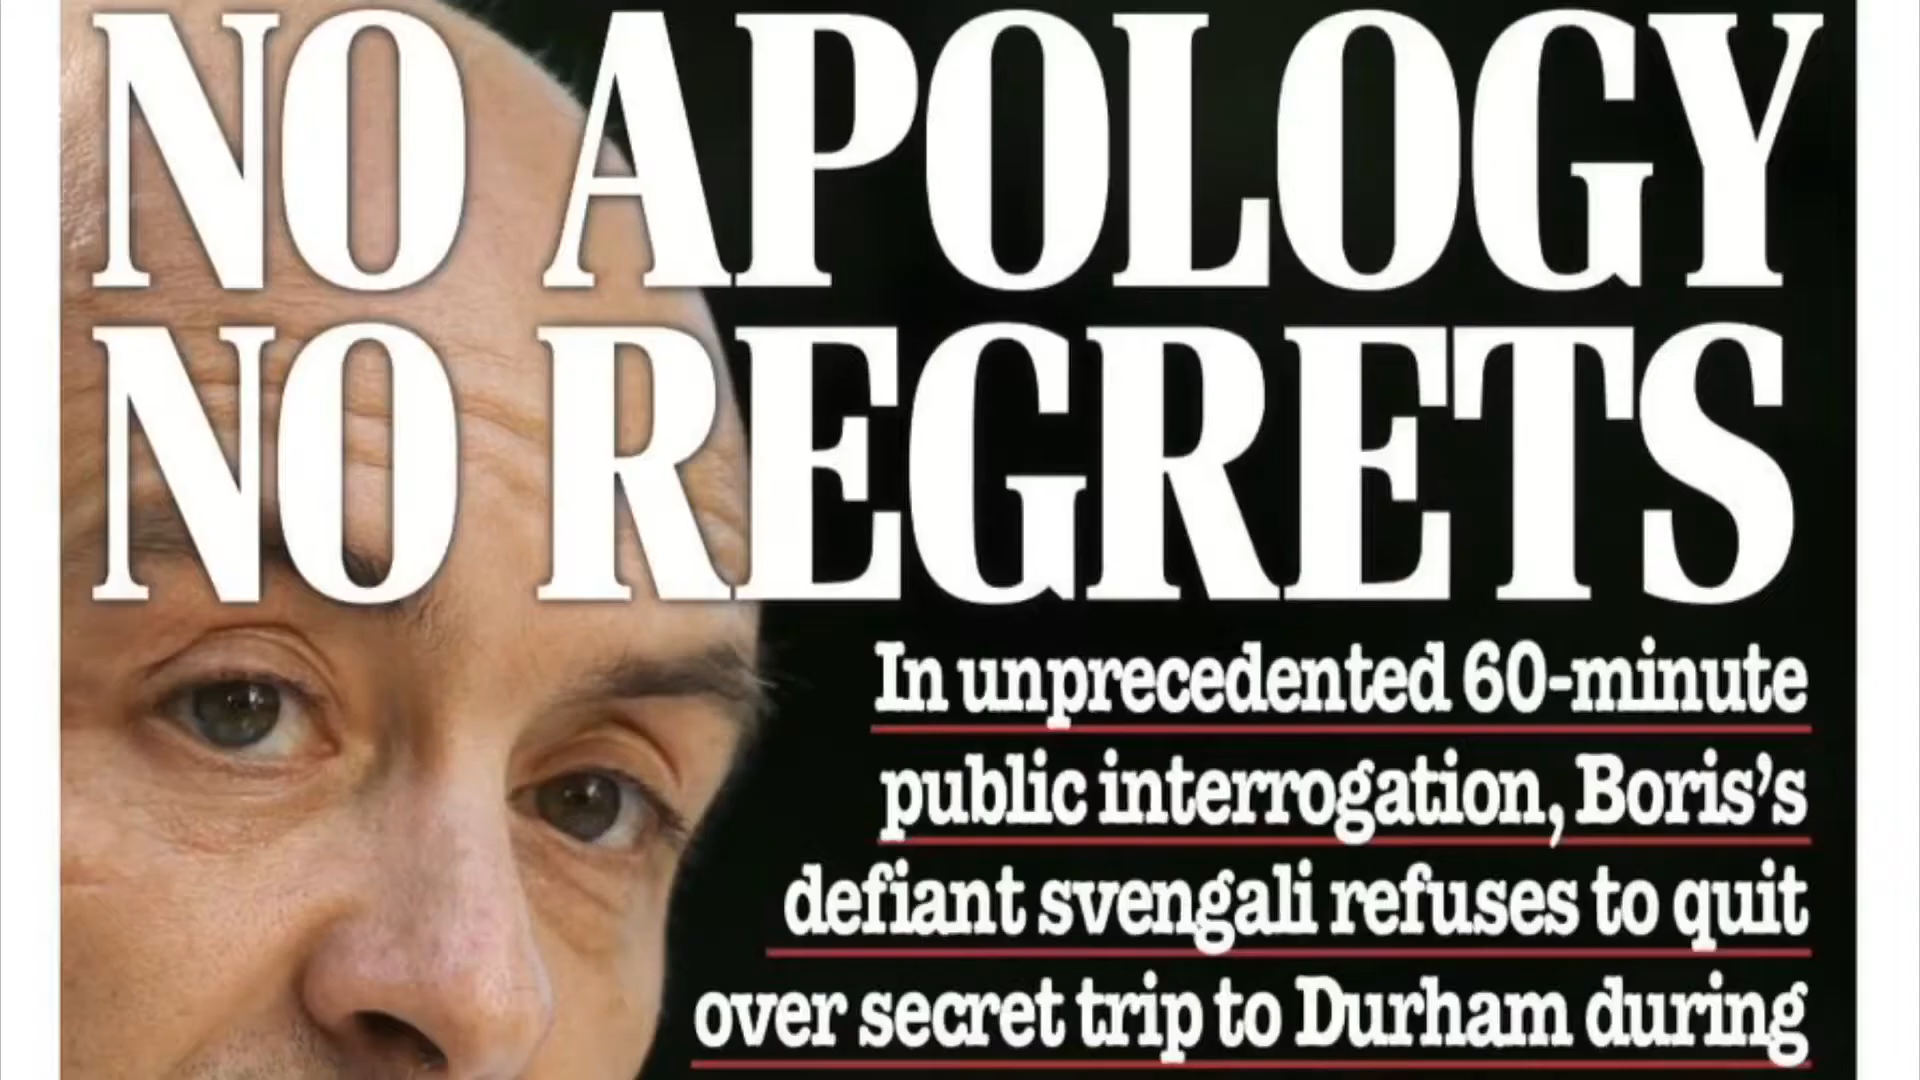 NO APOLOGY
NO REGRETS
In unprecedented 60-minute
public interrogation, Boris's
defiant svengali refuses to quit
over secret trip to Durham during